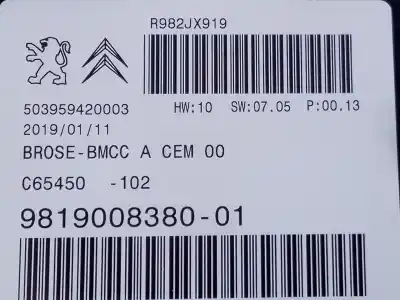 R982JX919
503959420003 HW:10 SW:07.05 P:00.13
2019/01/11
BROSE-BMCC A CEM 00
C65450 -102
9819008380-01